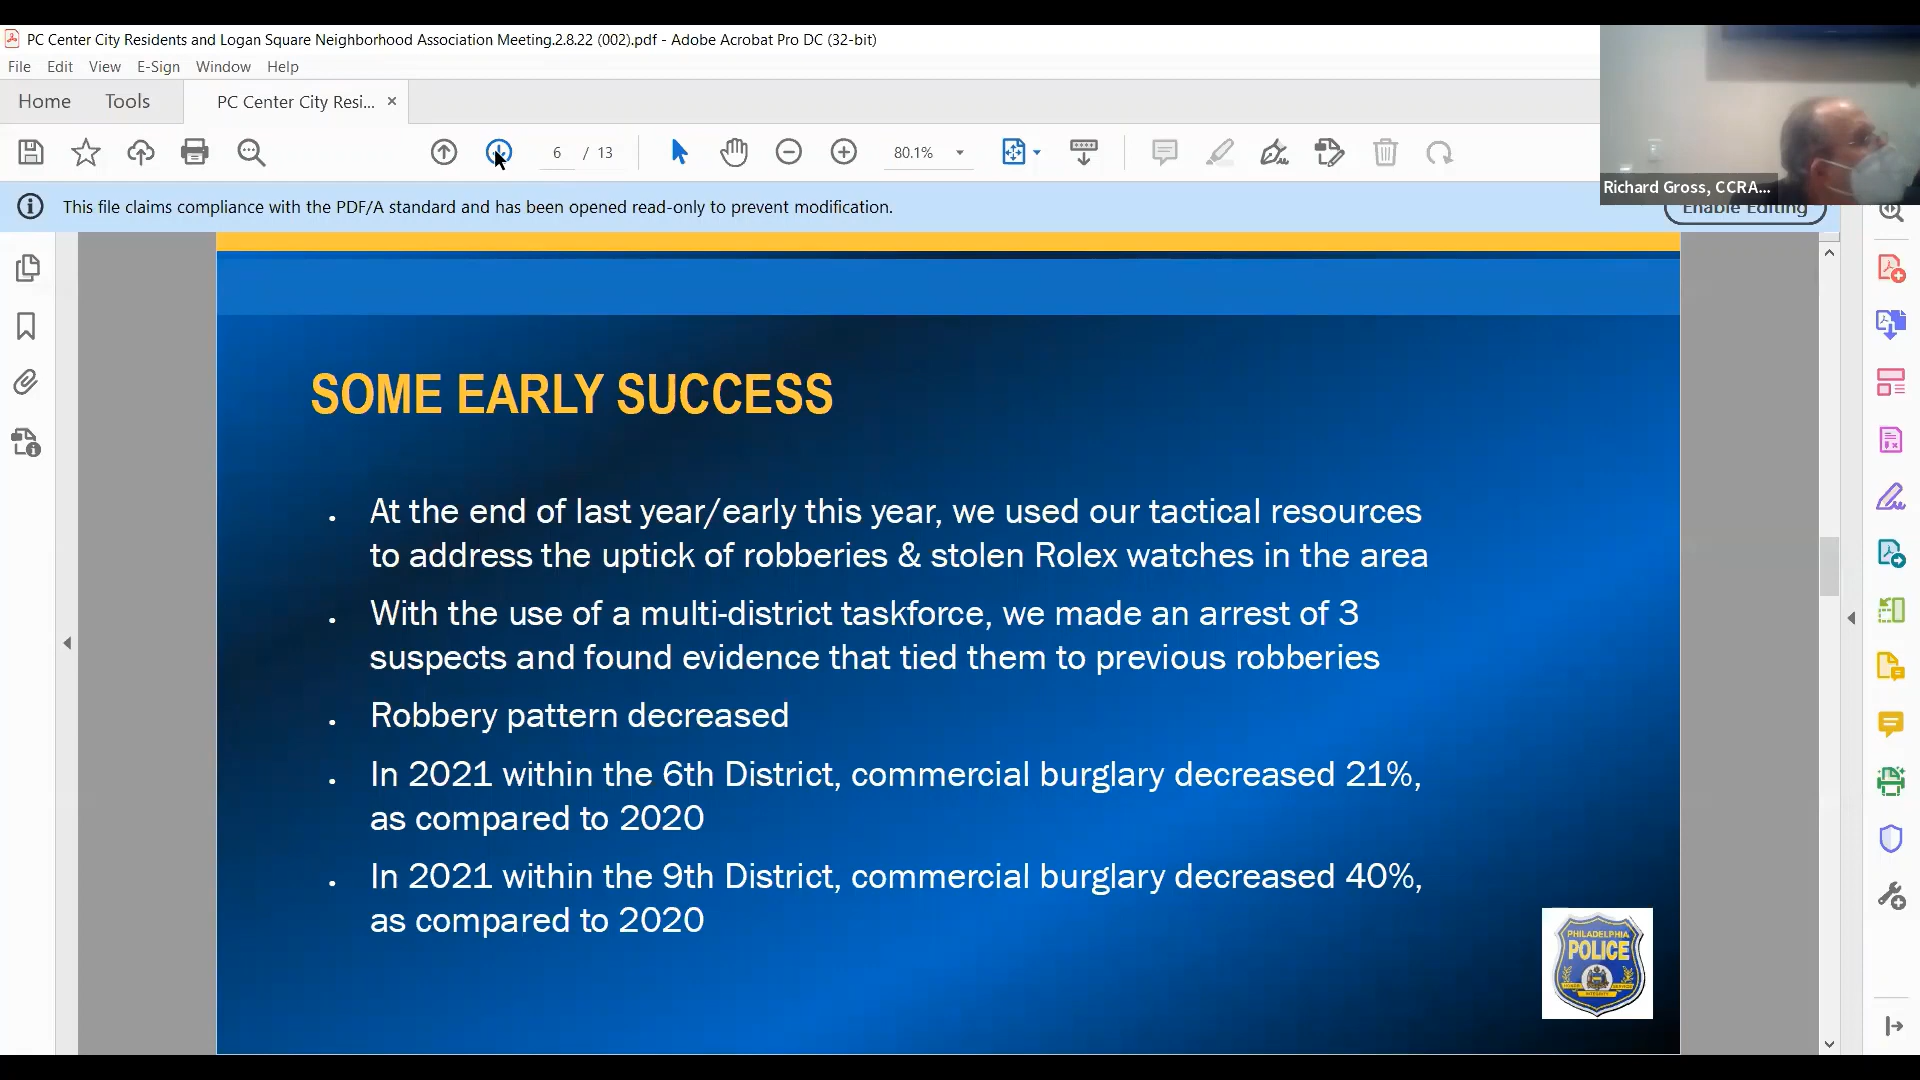 PC Center City Residents and Logan Square Neighborhood Association Meeting.2.8.22 (002).pdf - Adobe Acrobat Pro DC (32-bit)
File Edit View E-Sign Window Help
Home Tools PC Center City Resi... ×
6 / 13 80.1%
Richard Gross, CCRA...
This file claims compliance with the PDF/A standard and has been opened read-only to prevent modification.
Enable Editing
SOME EARLY SUCCESS
• At the end of last year/early this year, we used our tactical resources
to address the uptick of robberies & stolen Rolex watches in the area
• With the use of a multi-district taskforce, we made an arrest of 3
suspects and found evidence that tied them to previous robberies
• Robbery pattern decreased
• In 2021 within the 6th District, commercial burglary decreased 21%,
as compared to 2020
• In 2021 within the 9th District, commercial burglary decreased 40%,
as compared to 2020
PHILADELPHIA
POLICE
HONOR SERVICE
INTEGRITY